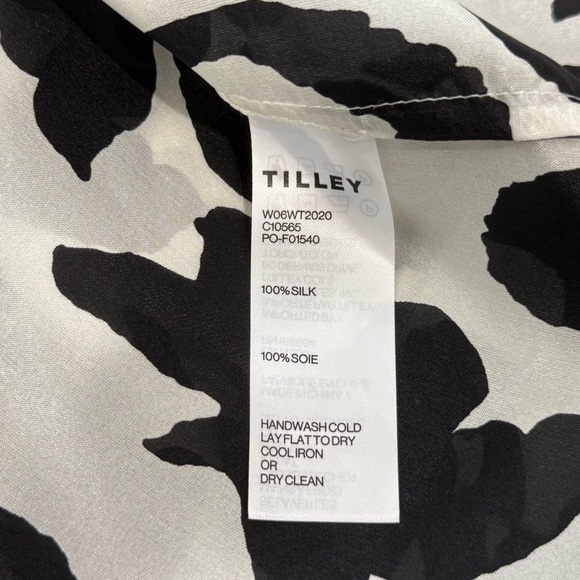 TILLEY
W06WT2020
C10565
PO-F01540
100% SILK
100% SOIE
HANDWASH COLD
LAY FLAT TO DRY
COOL IRON
OR
DRY CLEAN